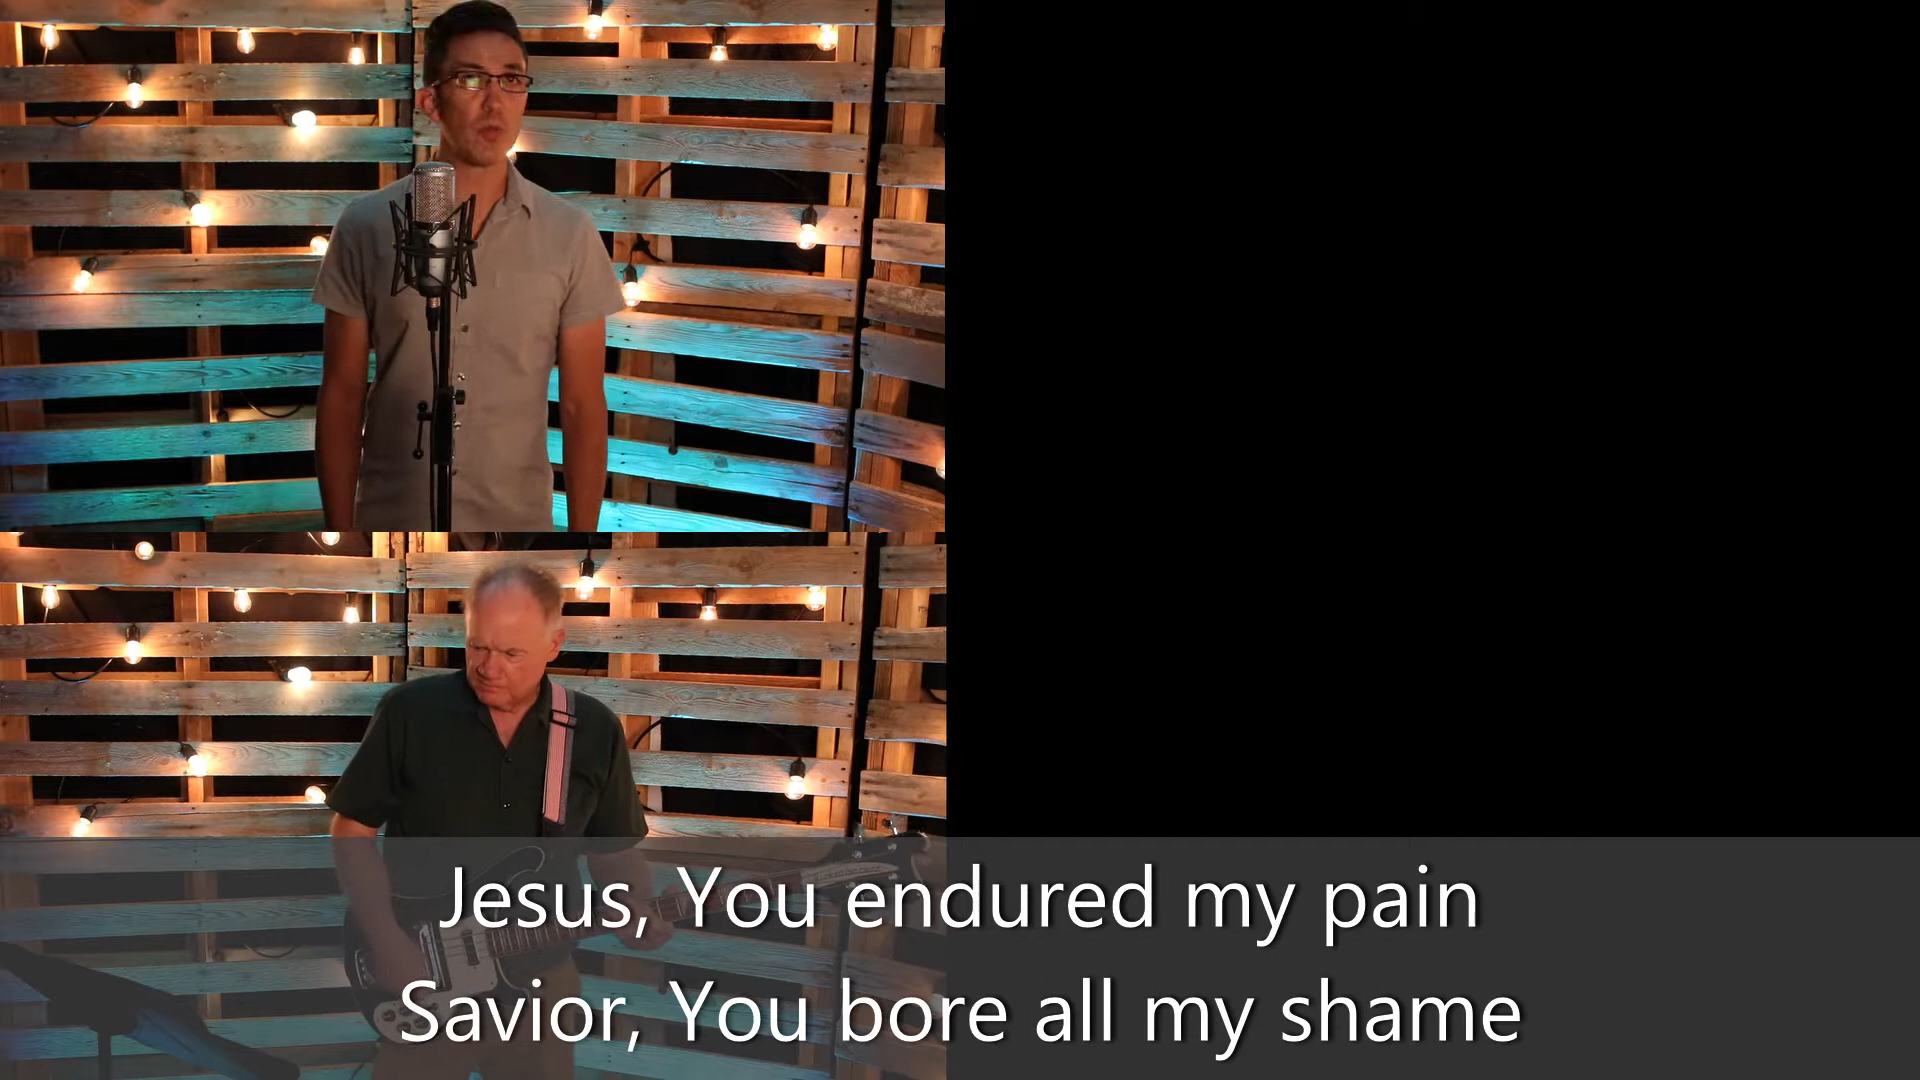 Jesus, You endured my pain
Savior, You bore all my shame